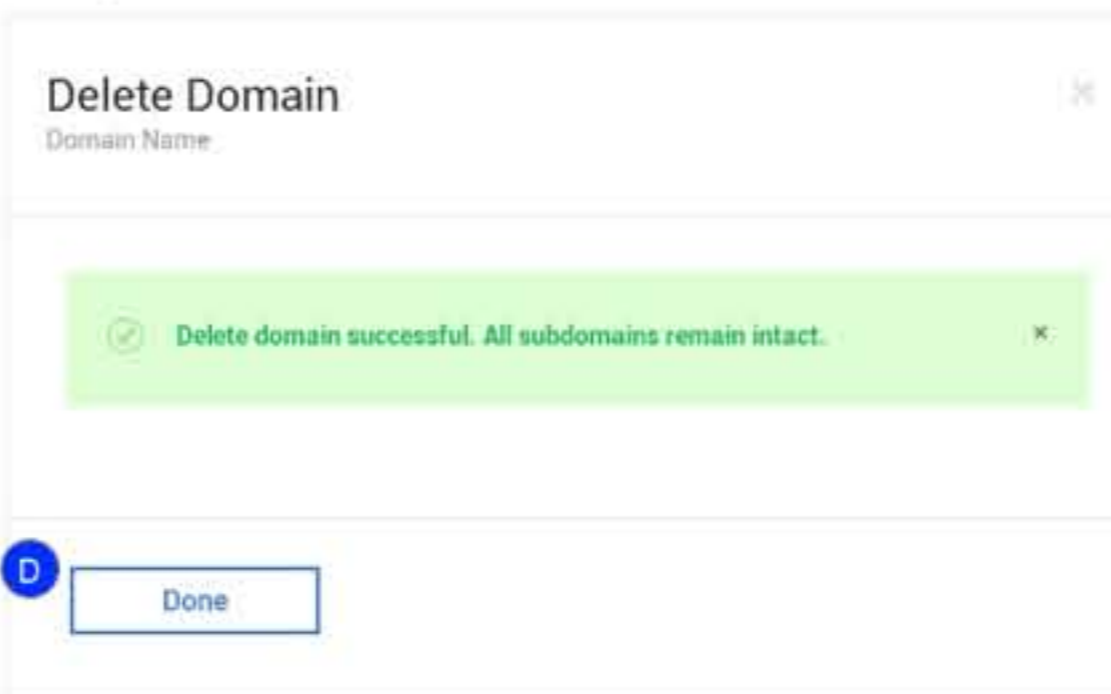 Delete Domain
Domain Name
Delete domain successful. All subdomains remain intact.
D
Done